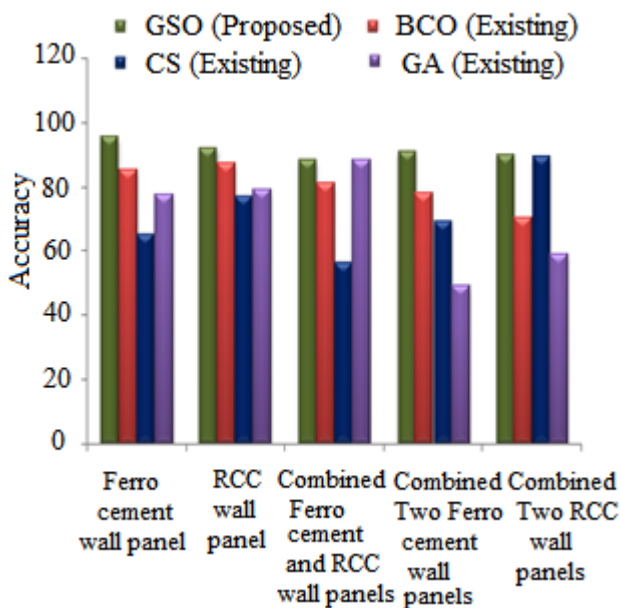 GSO (Proposed) BCO (Existing)
CS (Existing) GA (Existing)
Accuracy
120
100
80
60
40
20
0
Ferro
cement
wall panel
RCC
wall
panel
Combined
Ferro
cement
and RCC
wall panels
Combined
Two Ferro
cement
wall
panels
Combined
Two RCC
wall
panels